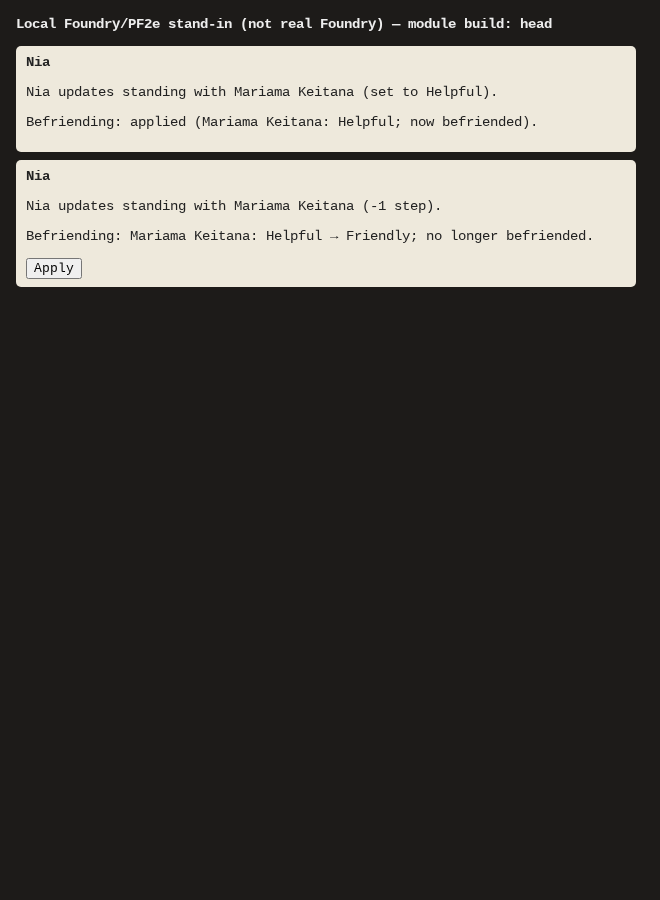 Local Foundry/PF2e stand-in (not real Foundry) — module build: head
Nia
Nia updates standing with Mariama Keitana (set to Helpful).
Befriending: applied (Mariama Keitana: Helpful; now befriended).
Nia
Nia updates standing with Mariama Keitana (-1 step).
Befriending: Mariama Keitana: Helpful → Friendly; no longer befriended.
Apply